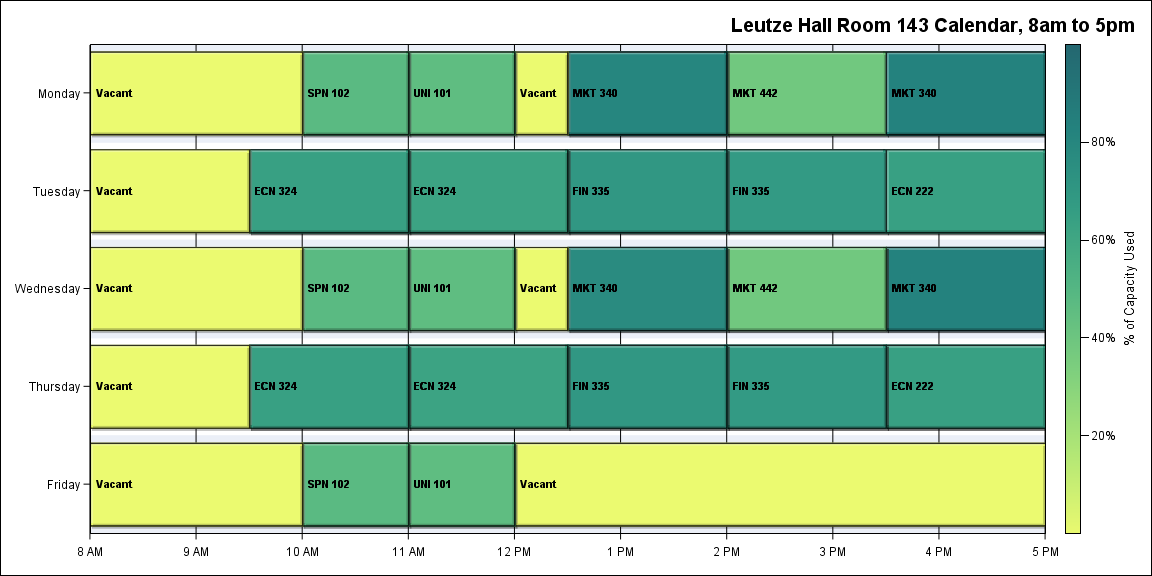 Leutze Hall Room 143 Calendar, 8am to 5pm
Monday
Vacant
SPN 102
UNI 101
Vacant
MKT 340
MKT 442
MKT 340
Tuesday
Vacant
ECN 324
ECN 324
FIN 335
FIN 335
ECN 222
Wednesday
Vacant
SPN 102
UNI 101
Vacant
MKT 340
MKT 442
MKT 340
Thursday
Vacant
ECN 324
ECN 324
FIN 335
FIN 335
ECN 222
Friday
Vacant
SPN 102
UNI 101
Vacant
8 AM
9 AM
10 AM
11 AM
12 PM
1 PM
2 PM
3 PM
4 PM
5 PM
80%
60%
40%
20%
% of Capacity Used